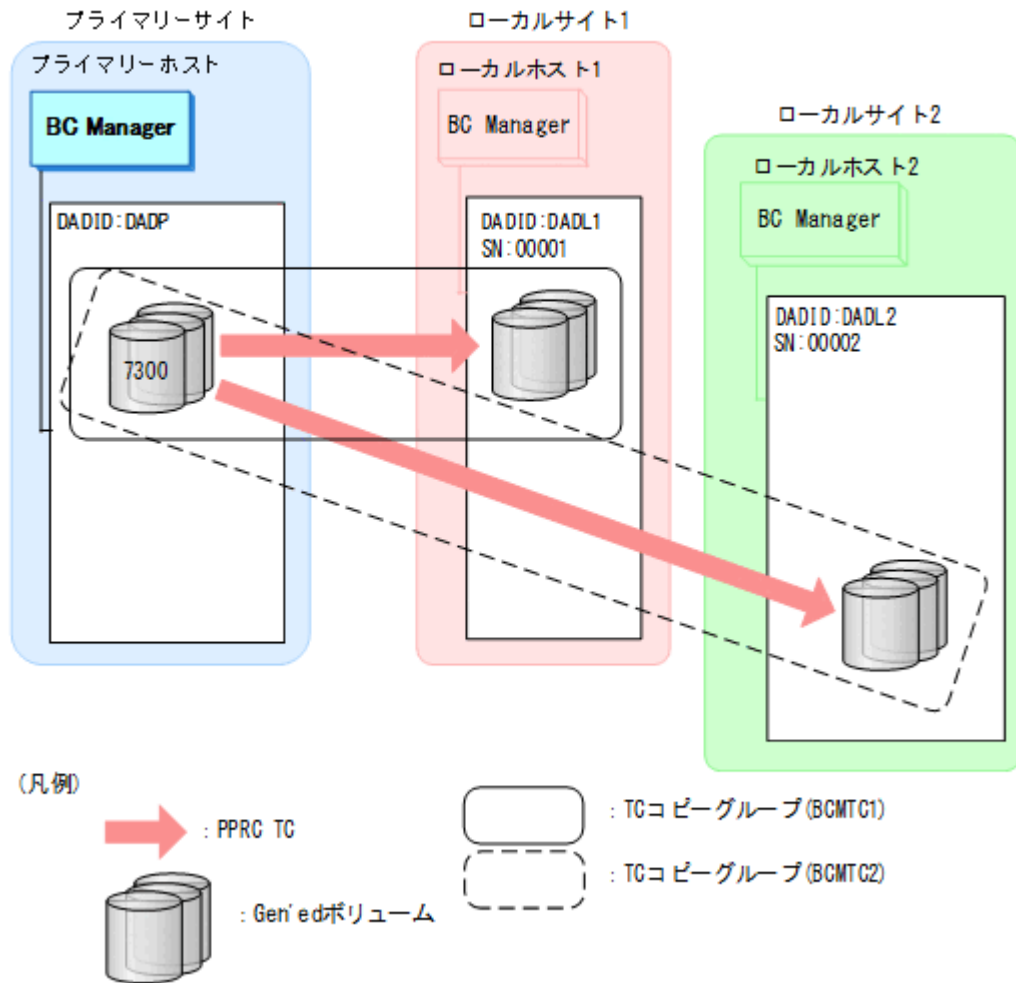 プライマリーサイト
プライマリーホスト
BC Manager
DADID:DADP
7300
ローカルサイト1
ローカルホスト1
BC Manager
DADID:DADL1
SN:00001
ローカルサイト2
ローカルホスト2
BC Manager
DADID:DADL2
SN:00002
(凡例)
: PPRC TC
: Gen'edボリューム
: TCコピーグループ(BCMTC1)
: TCコピーグループ(BCMTC2)